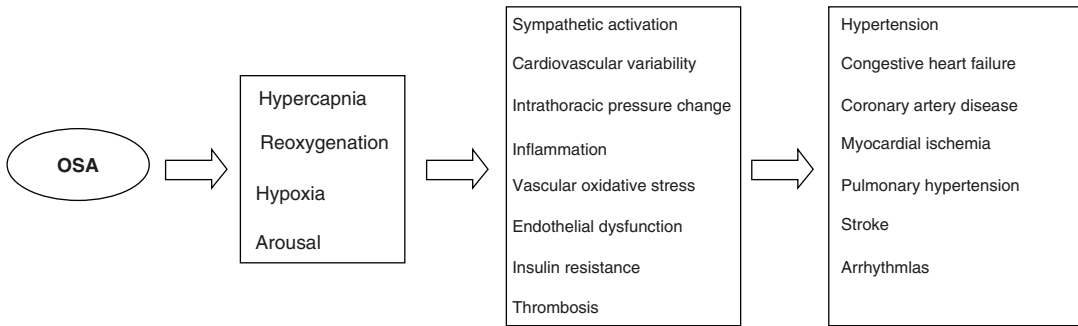 OSA
Hypercapnia
Reoxygenation
Hypoxia
Arousal
Sympathetic activation
Cardiovascular variability
Intrathoracic pressure change
Inflammation
Vascular oxidative stress
Endothelial dysfunction
Insulin resistance
Thrombosis
Hypertension
Congestive heart failure
Coronary artery disease
Myocardial ischemia
Pulmonary hypertension
Stroke
Arrhythmlas